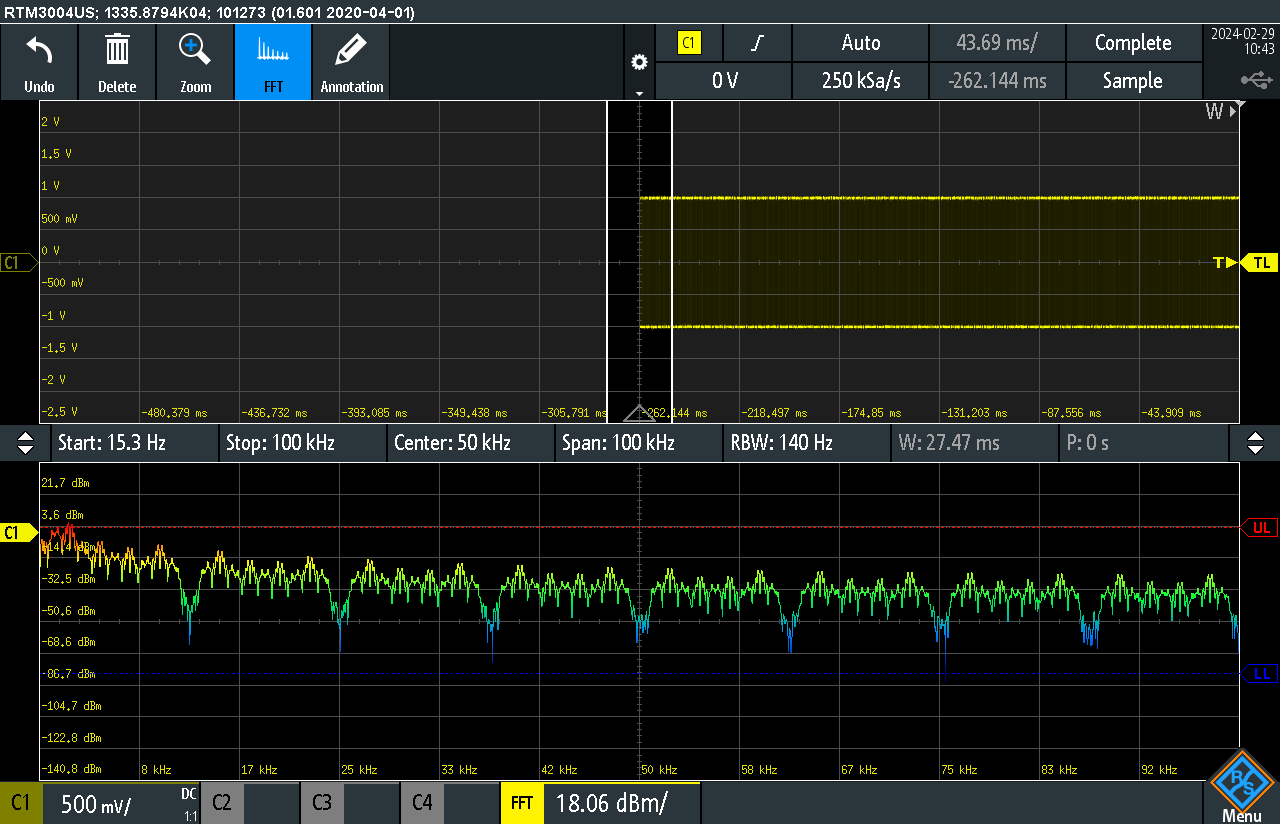 RTM3004US; 1335.8794K04; 101273 (01.601 2020-04-01)
Undo Delete Zoom FFT Annotation
C1 Auto 43.69 ms/ Complete
0 V 250 kSa/s -262.144 ms Sample
2024-02-29
10:43
W
2 V
1.5 V
1 V
500 mV
0 V
C1
T TL
-500 mV
-1 V
-1.5 V
-2 V
-2.5 V -480.379 ms -436.732 ms -393.085 ms -349.438 ms -305.791 ms -262.144 ms -218.497 ms -174.85 ms -131.203 ms -87.556 ms -43.909 ms
Start: 15.3 Hz Stop: 100 kHz Center: 50 kHz Span: 100 kHz RBW: 140 Hz W: 27.47 ms P: 0 s
21.7 dBm
3.6 dBm
C1 UL
-14.4 dBm
-32.5 dBm
-50.6 dBm
-68.6 dBm
-86.7 dBm LL
-104.7 dBm
-122.8 dBm
-140.8 dBm 8 kHz 17 kHz 25 kHz 33 kHz 42 kHz 50 kHz 58 kHz 67 kHz 75 kHz 83 kHz 92 kHz
C1 500 mV/ DC 1:1 C2 C3 C4 FFT 18.06 dBm/
R&S
Menu